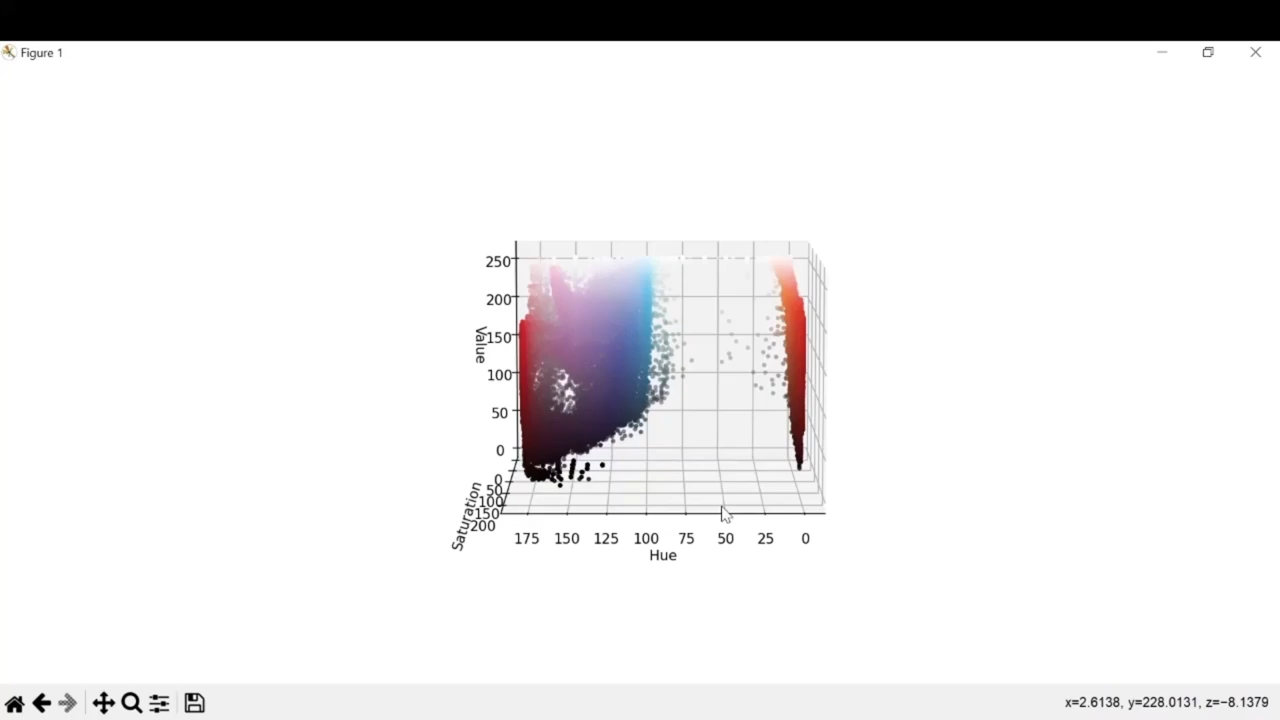 Figure 1
250
200
150
100
50
0
Value
0
50
100
150
200
Saturation
175 150 125 100 75 50 25 0
Hue
x=2.6138, y=228.0131, z=−8.1379